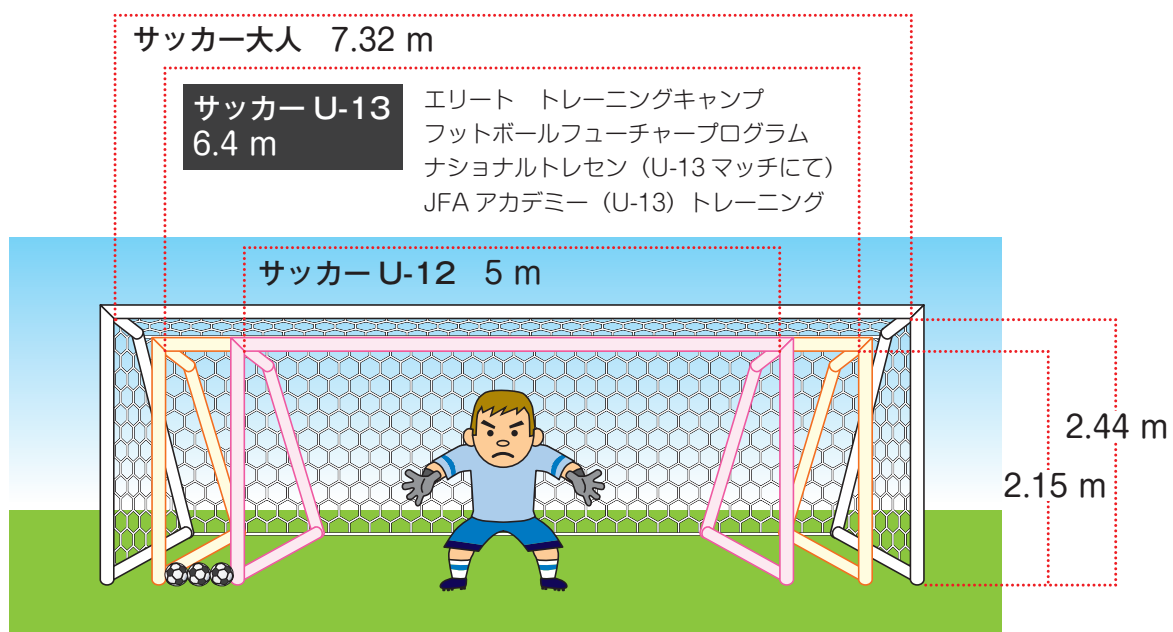 サッカー大人　7.32 m
サッカー U-13
6.4 m
エリート　トレーニングキャンプ
フットボールフューチャープログラム
ナショナルトレセン（U-13 マッチにて）
JFA アカデミー（U-13）トレーニング
サッカー U-12　5 m
2.44 m
2.15 m